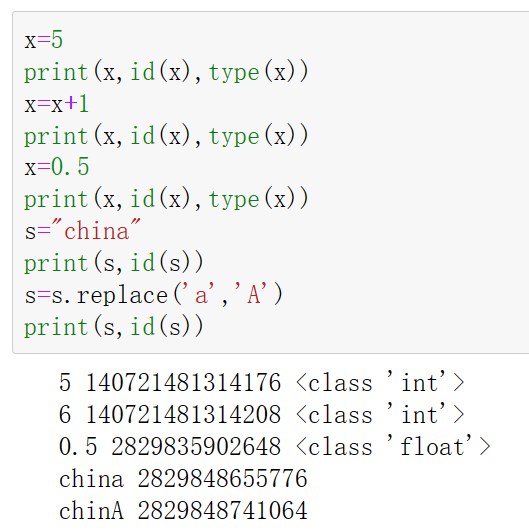 x=5
print(x,id(x),type(x))
x=x+1
print(x,id(x),type(x))
x=0.5
print(x,id(x),type(x))
s="china"
print(s,id(s))
s=s.replace('a','A')
print(s,id(s))
5 140721481314176 <class 'int'>
6 140721481314208 <class 'int'>
0.5 2829835902648 <class 'float'>
china 2829848655776
chinA 2829848741064